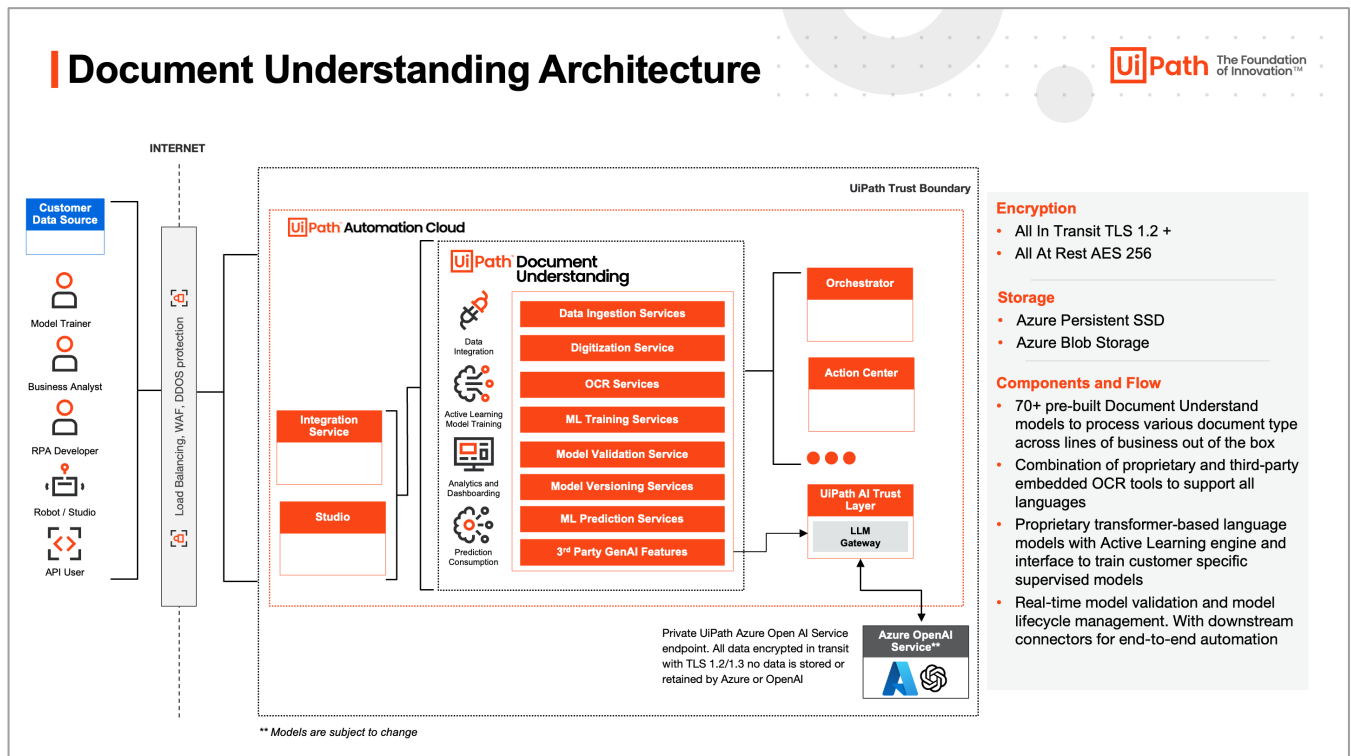 Document Understanding Architecture
UiPath™ The Foundation
of Innovation™
INTERNET
Customer
Data Source
Model Trainer
Business Analyst
RPA Developer
Robot / Studio
API User
Load Balancing, WAF, DDOS protection
UiPath Trust Boundary
UiPath™ Automation Cloud
Integration
Service
Studio
UiPath™ Document
Understanding
Data
Integration
Active Learning
Model Training
Analytics and
Dashboarding
Prediction
Consumption
Data Ingestion Services
Digitization Service
OCR Services
ML Training Services
Model Validation Service
Model Versioning Services
ML Prediction Services
3rd Party GenAI Features
Orchestrator
Action Center
UiPath AI Trust
Layer
LLM
Gateway
Private UiPath Azure Open AI Service
endpoint. All data encrypted in transit
with TLS 1.2/1.3 no data is stored or
retained by Azure or OpenAI
Azure OpenAI
Service**
** Models are subject to change
Encryption
• All In Transit TLS 1.2 +
• All At Rest AES 256
Storage
• Azure Persistent SSD
• Azure Blob Storage
Components and Flow
• 70+ pre-built Document Understand
models to process various document type
across lines of business out of the box
• Combination of proprietary and third-party
embedded OCR tools to support all
languages
• Proprietary transformer-based language
models with Active Learning engine and
interface to train customer specific
supervised models
• Real-time model validation and model
lifecycle management. With downstream
connectors for end-to-end automation